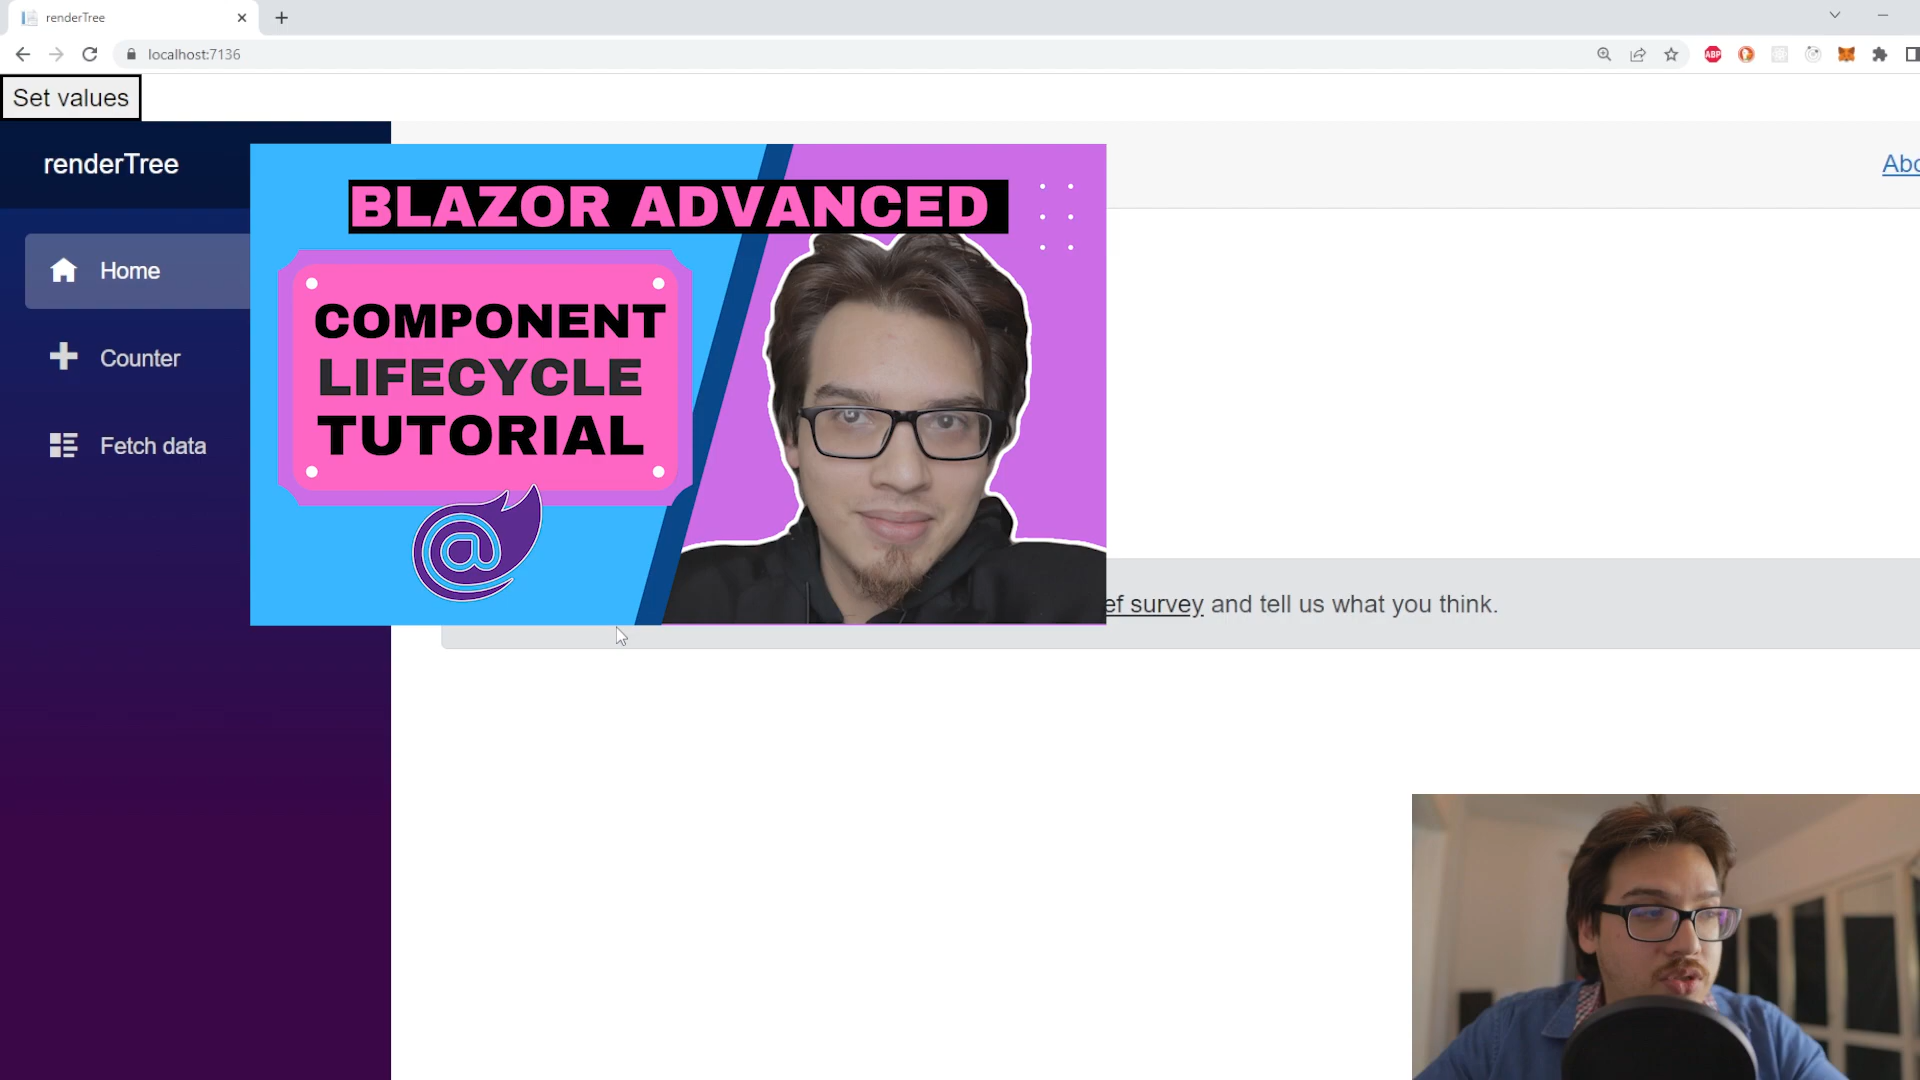 renderTree
localhost:7136
ABP
Set values
renderTree
Abo
Home
Counter
Fetch data
BLAZOR ADVANCED
COMPONENT
LIFECYCLE
TUTORIAL
@
ef survey and tell us what you think.